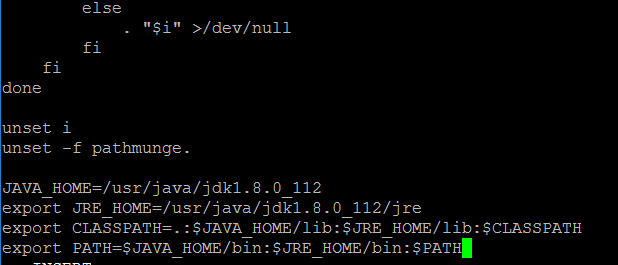 else
. "$i" >/dev/null
fi
fi
done
unset i
unset -f pathmunge.
JAVA_HOME=/usr/java/jdk1.8.0_112
export JRE_HOME=/usr/java/jdk1.8.0_112/jre
export CLASSPATH=.:$JAVA_HOME/lib:$JRE_HOME/lib:$CLASSPATH
export PATH=$JAVA_HOME/bin:$JRE_HOME/bin:$PATH
-- INSERT --